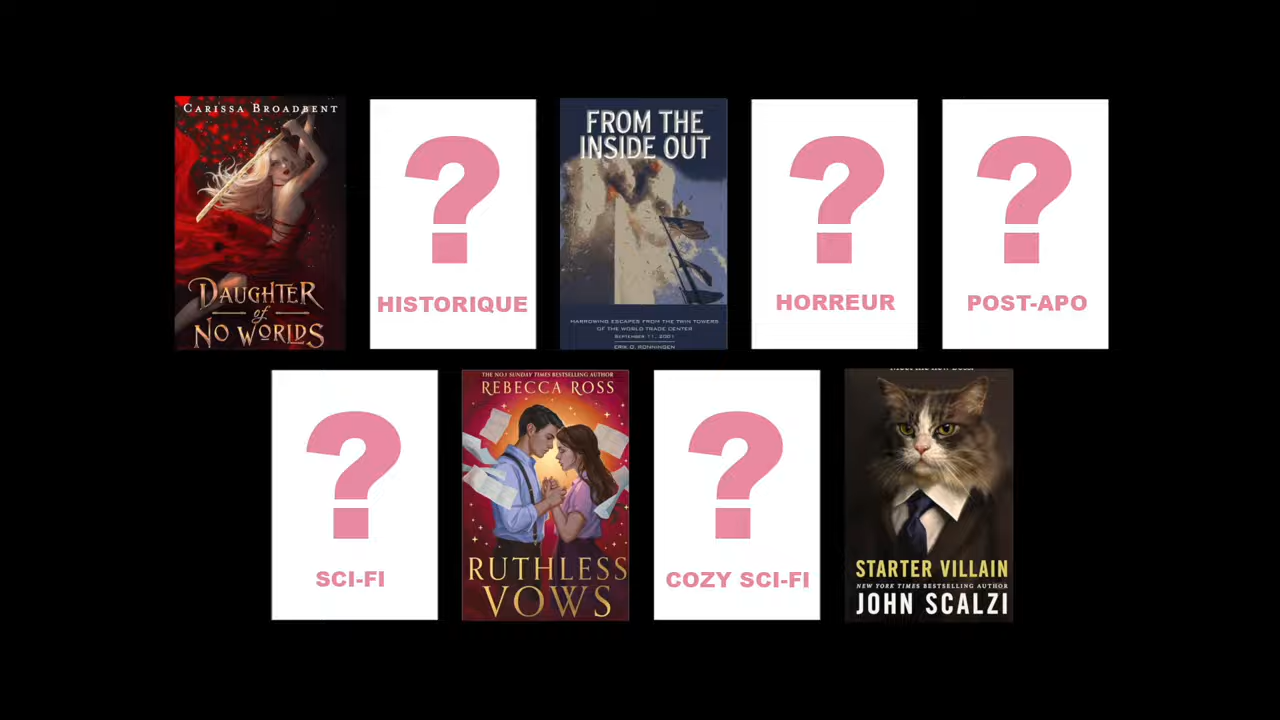 CARISSA BROADBENT
DAUGHTER
of
NO WORLDS
?
HISTORIQUE
FROM THE
INSIDE OUT
HARROWING ESCAPES FROM THE TWIN TOWERS
OF THE WORLD TRADE CENTER
SEPTEMBER 11, 2001
ERIK O. RONNINGEN
?
HORREUR
?
POST-APO
?
SCI-FI
THE NO.1 SUNDAY TIMES BESTSELLING AUTHOR
REBECCA ROSS
RUTHLESS
VOWS
?
COZY SCI-FI
STARTER VILLAIN
NEW YORK TIMES BESTSELLING AUTHOR
JOHN SCALZI